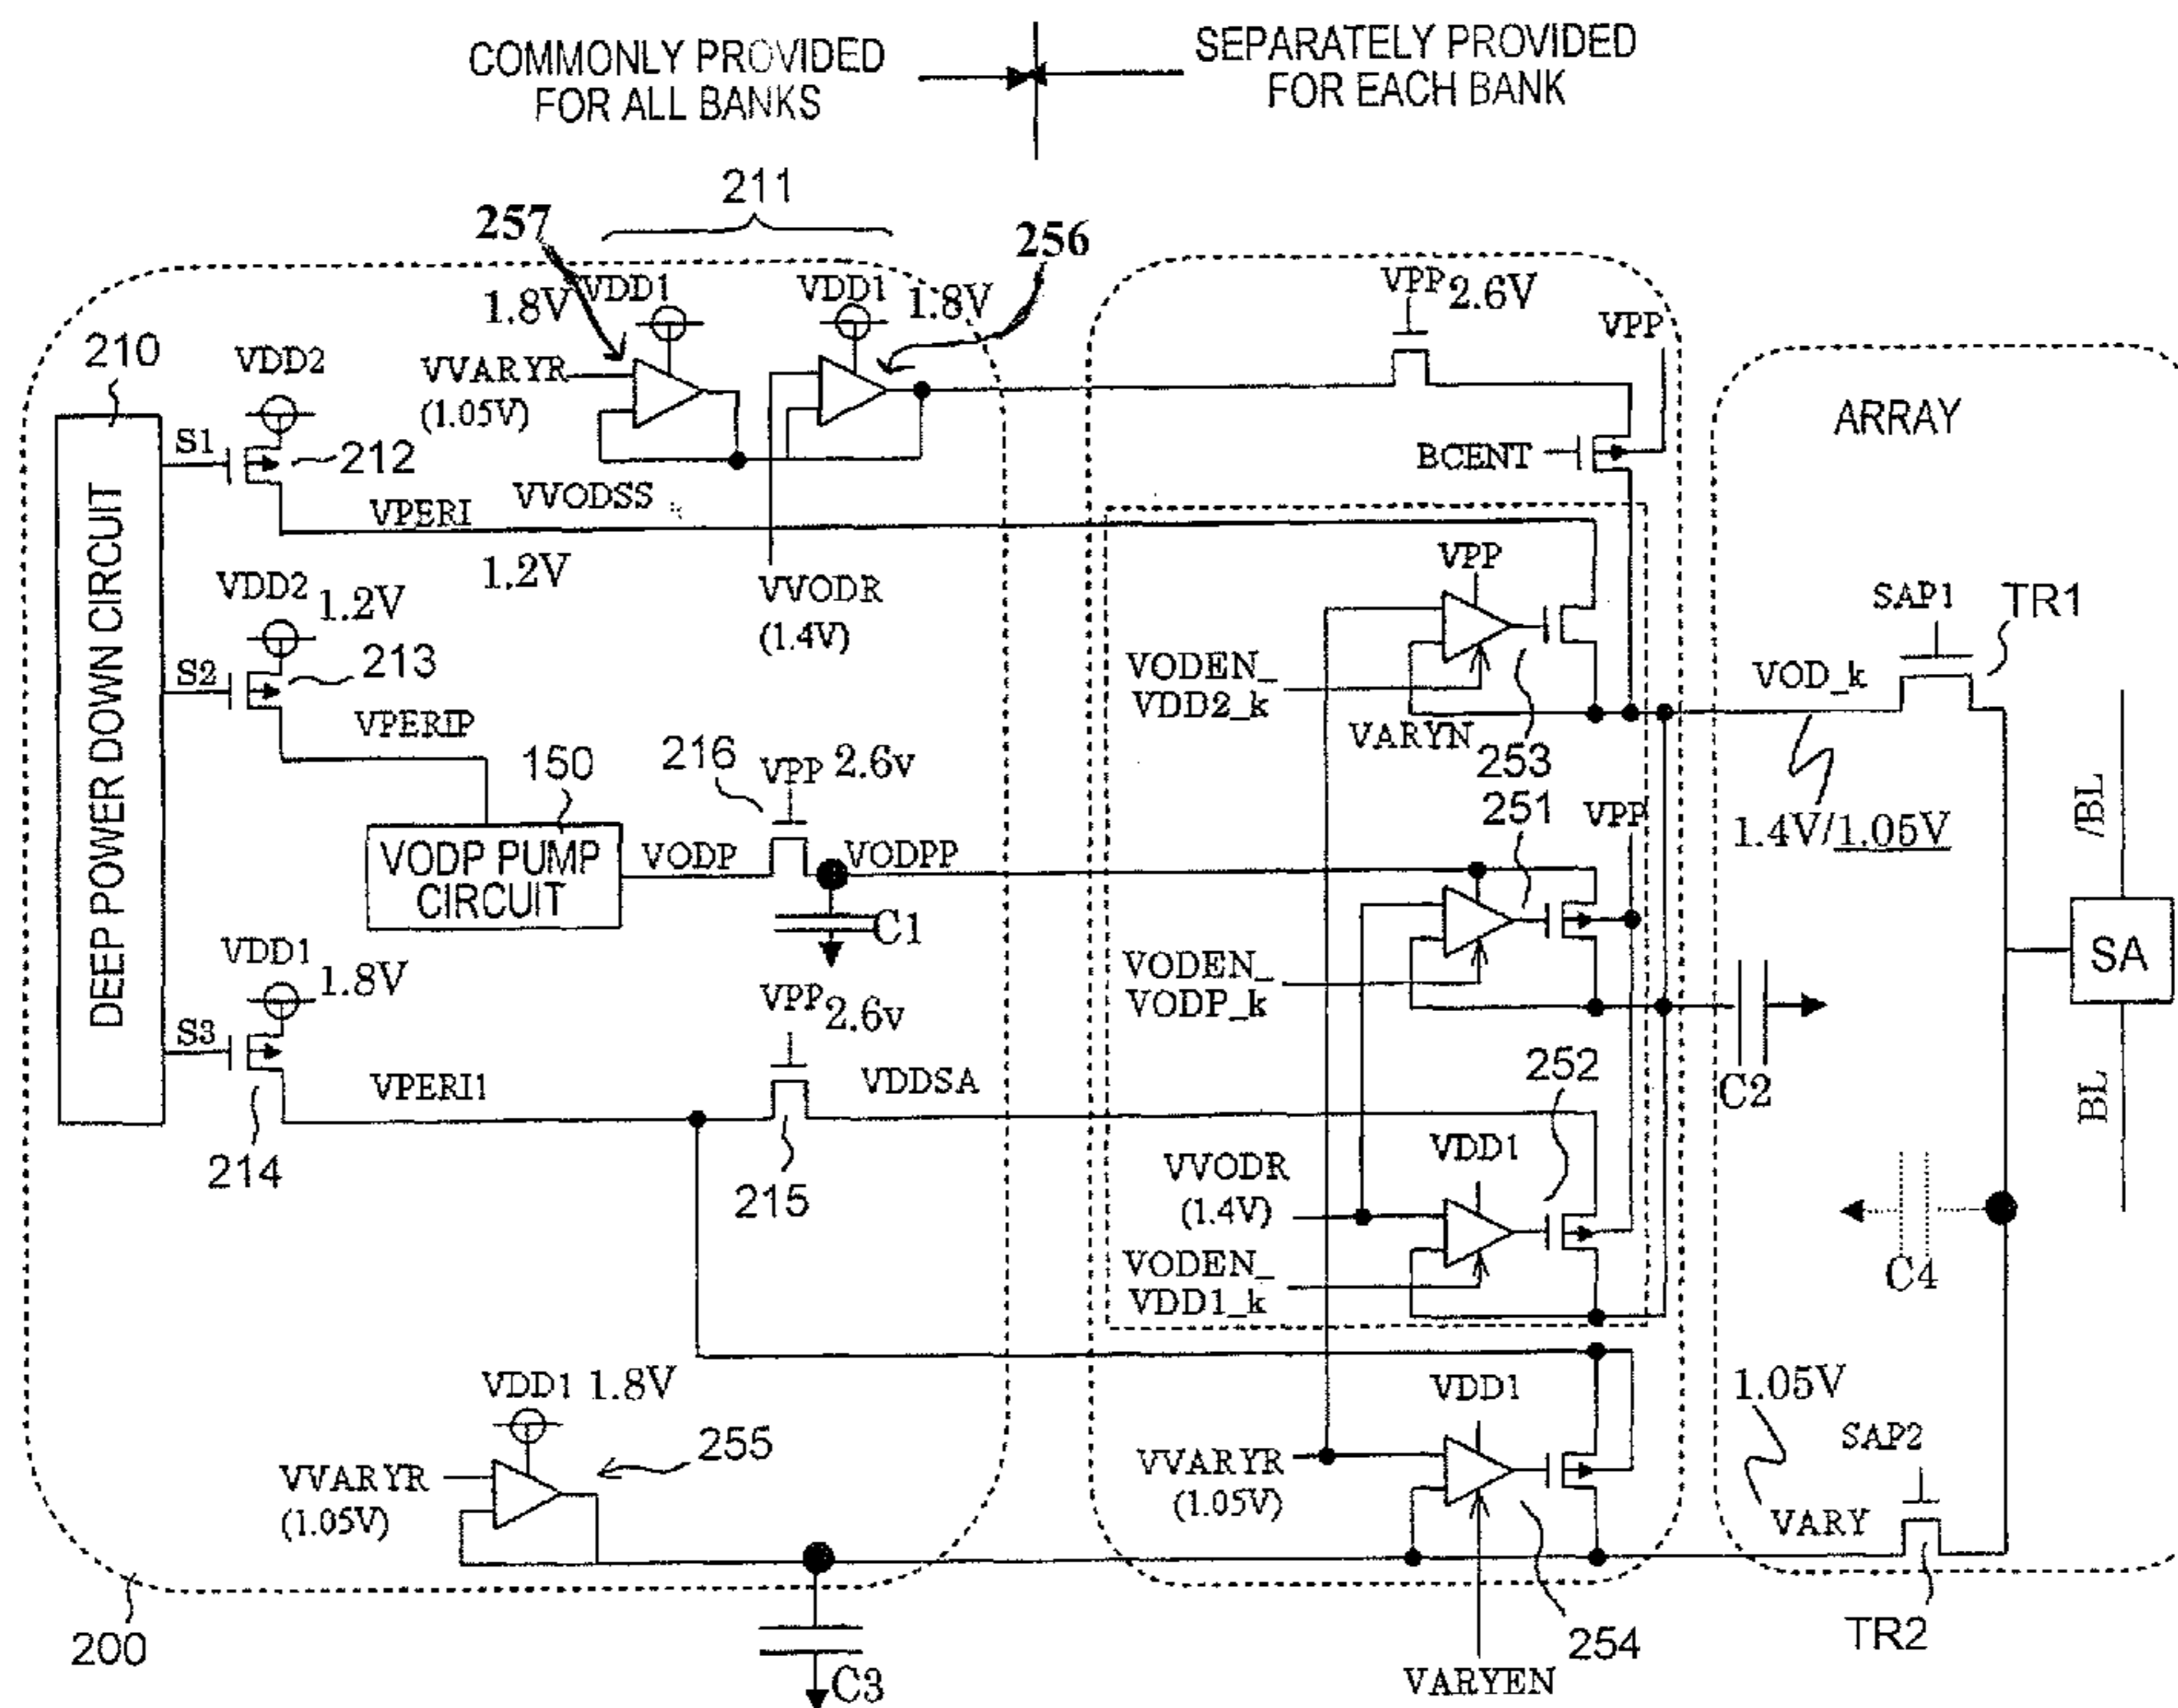 COMMONLY PROVIDED
FOR ALL BANKS
SEPARATELY PROVIDED
FOR EACH BANK
211
257
256
VDD1
1.8V
VDD1
1.8V
VPP 2.6V
VPP
210
VDD2
VVARYR
(1.05V)
ARRAY
S1
212
BCENT
VPERI
VVODSS
1.2V
VVODR
(1.4V)
VPP
VDD2
1.2V
SAP1
TR1
S2
213
VODEN_
VDD2_k
VARYN
253
VOD_k
VPERIP
DEEP POWER DOWN CIRCUIT
150
216
VPP 2.6v
251
VPP
1.4V/1.05V
/BL
VODP PUMP
CIRCUIT
VODP
VODPP
C1
VDD1
1.8V
VODEN_
VODP_k
SA
VPP 2.6v
S3
252
C2
BL
VPERI1
VDDSA
214
215
VDD1
VVODR
(1.4V)
C4
VODEN_
VDD1_k
VDD1 1.8V
VDD1
1.05V
255
SAP2
VVARYR
(1.05V)
VVARYR
(1.05V)
VARY
200
C3
254
TR2
VARYEN